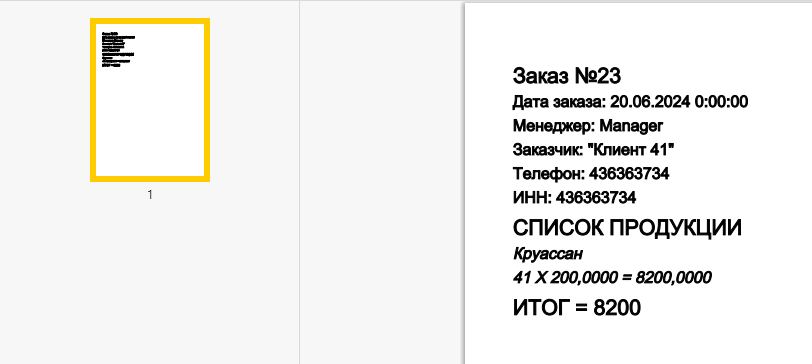 1
Заказ №23
Дата заказа: 20.06.2024 0:00:00
Менеджер: Manager
Заказчик: "Клиент 41"
Телефон: 436363734
ИНН: 436363734
СПИСОК ПРОДУКЦИИ
Круассан
41 X 200,0000 = 8200,0000
ИТОГ = 8200